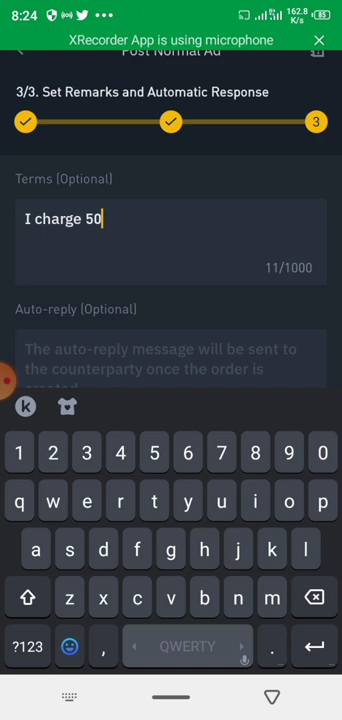 8:24 162.8 K/s 85
XRecorder App is using microphone
Post Normal Ad
3/3. Set Remarks and Automatic Response
3
Terms (Optional)
I charge 50
11/1000
Auto-reply (Optional)
The auto-reply message will be sent to
the counterparty once the order is
created
k
1 2 3 4 5 6 7 8 9 0
q w e r t y u i o p
a s d f g h j k l
z x c v b n m
?123 , QWERTY .